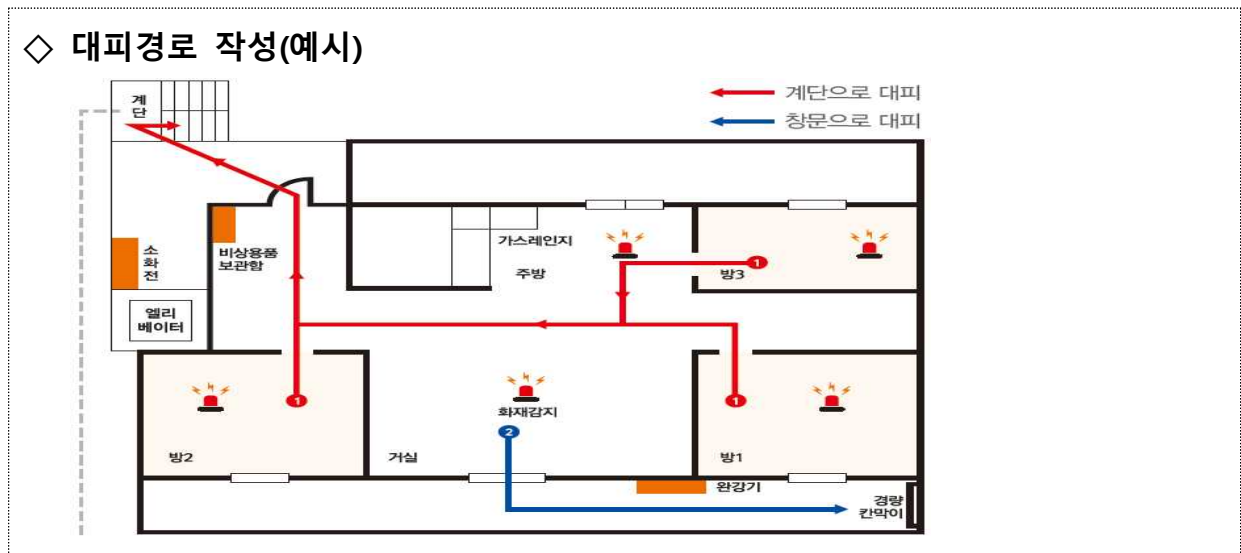 ◇ 대피경로 작성(예시)
계
단
계단으로 대피
창문으로 대피
소
화
전
비상용품
보관함
가스레인지
주방
1
방3
엘리
베이터
1
방2
화재감지
2
거실
1
방1
완강기
경량
칸막이